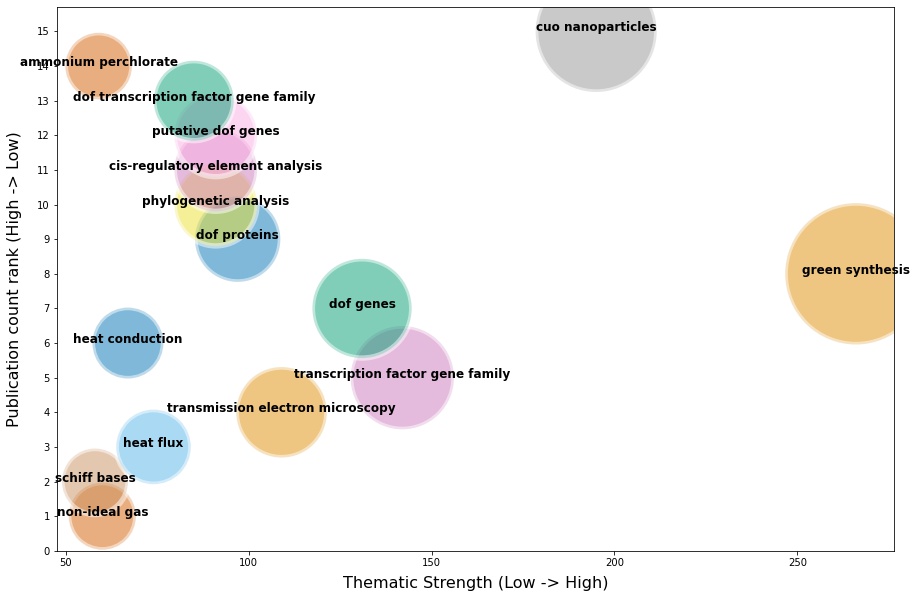 15
cuo nanoparticles
14
ammonium perchlorate
13
dof transcription factor gene family
12
putative dof genes
11
cis-regulatory element analysis
10
phylogenetic analysis
9
dof proteins
8
green synthesis
7
dof genes
6
heat conduction
5
transcription factor gene family
4
transmission electron microscopy
3
heat flux
2
schiff bases
1
non-ideal gas
0
50
100
150
200
250
Thematic Strength (Low -> High)
Publication count rank (High -> Low)